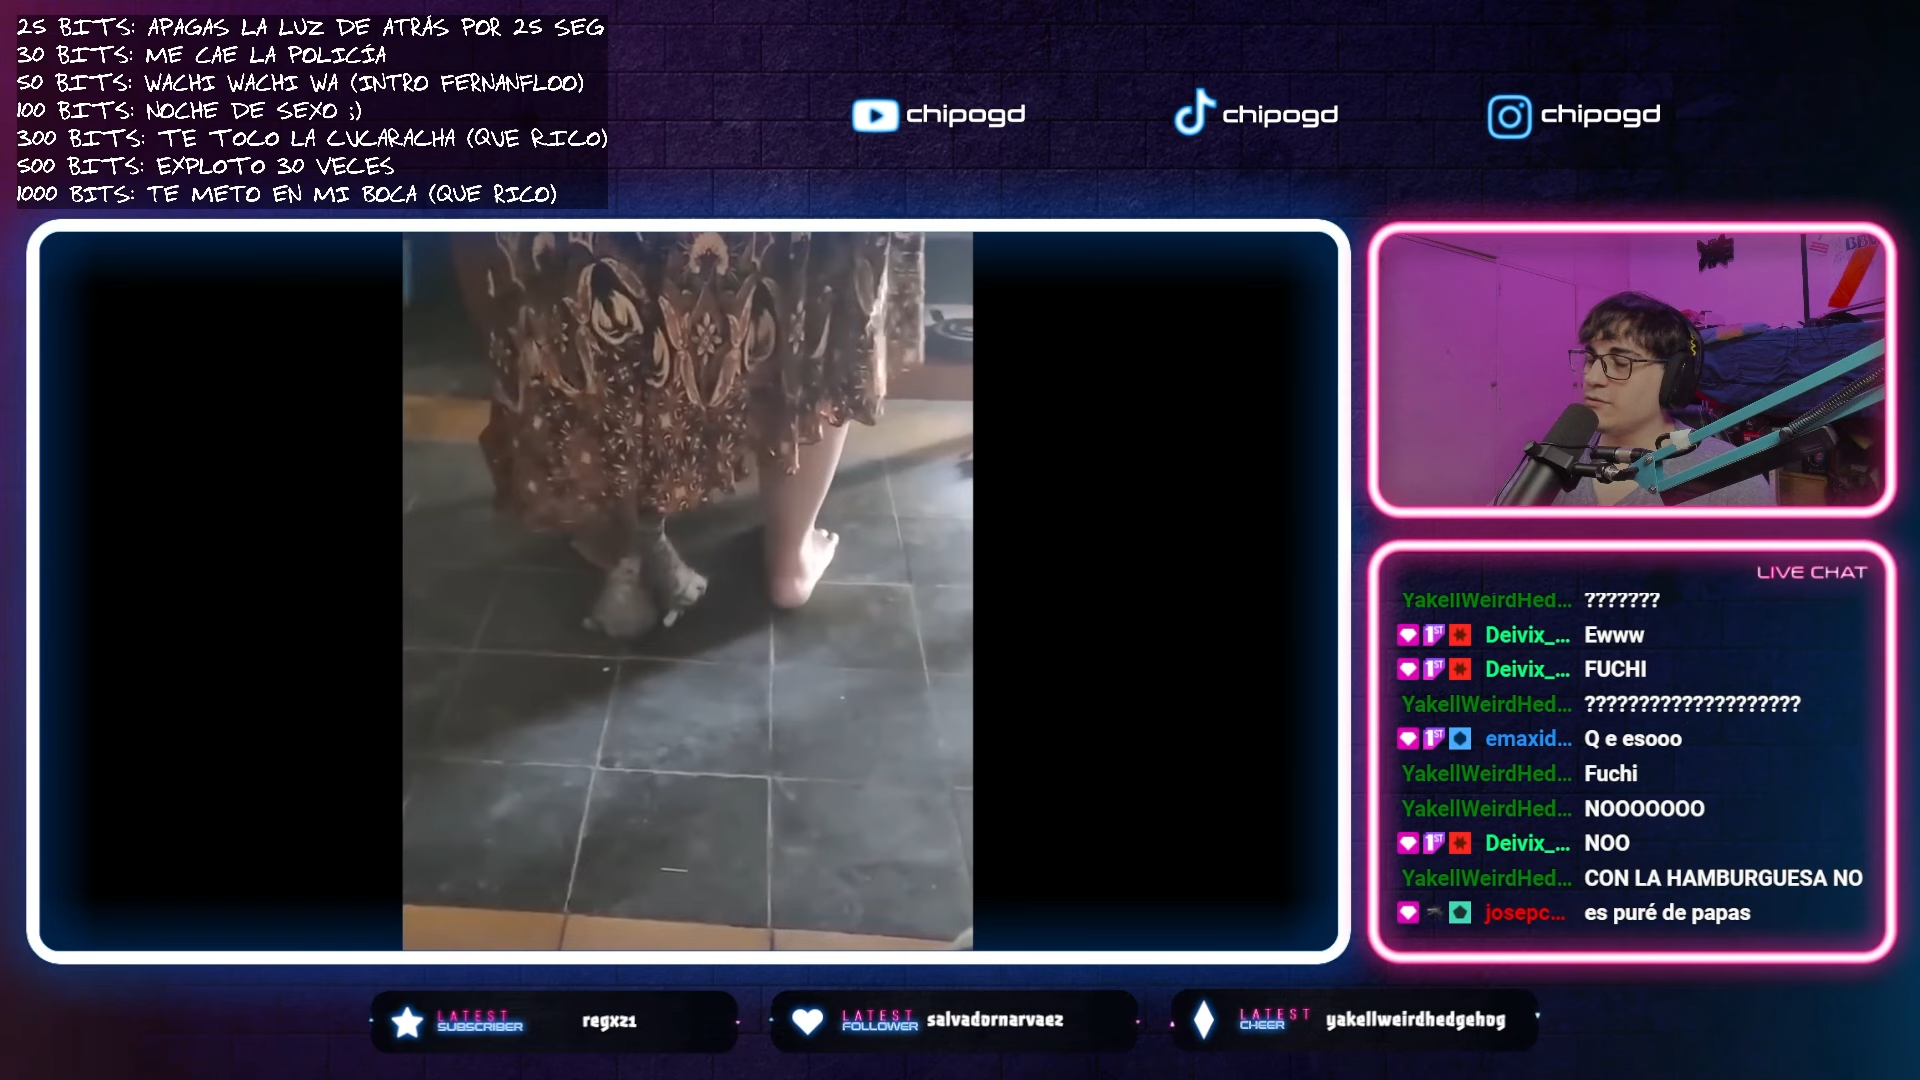 25 BITS: APAGAS LA LUZ DE ATRÁS POR 25 SEG
30 BITS: ME CAE LA POLICÍA
50 BITS: WACHI WACHI WA (INTRO FERNANFLOO)
100 BITS: NOCHE DE SEXO ;)
300 BITS: TE TOCO LA CUCARACHA (QUE RICO)
500 BITS: EXPLOTO 30 VECES
1000 BITS: TE METO EN MI BOCA (QUE RICO)
chipogd
chipogd
chipogd
LIVE CHAT
YakellWeirdHed... ???????
1ST Deivix_... Ewww
1ST Deivix_... FUCHI
YakellWeirdHed... ????????????????????
1ST emaxid... Q e esooo
YakellWeirdHed... Fuchi
YakellWeirdHed... NOOOOOOO
1ST Deivix_... NOO
YakellWeirdHed... CON LA HAMBURGUESA NO
josepc... es puré de papas
LATEST SUBSCRIBER regxz1
LATEST FOLLOWER salvadornarvaez
LATEST CHEER yakellweirdhedgehog